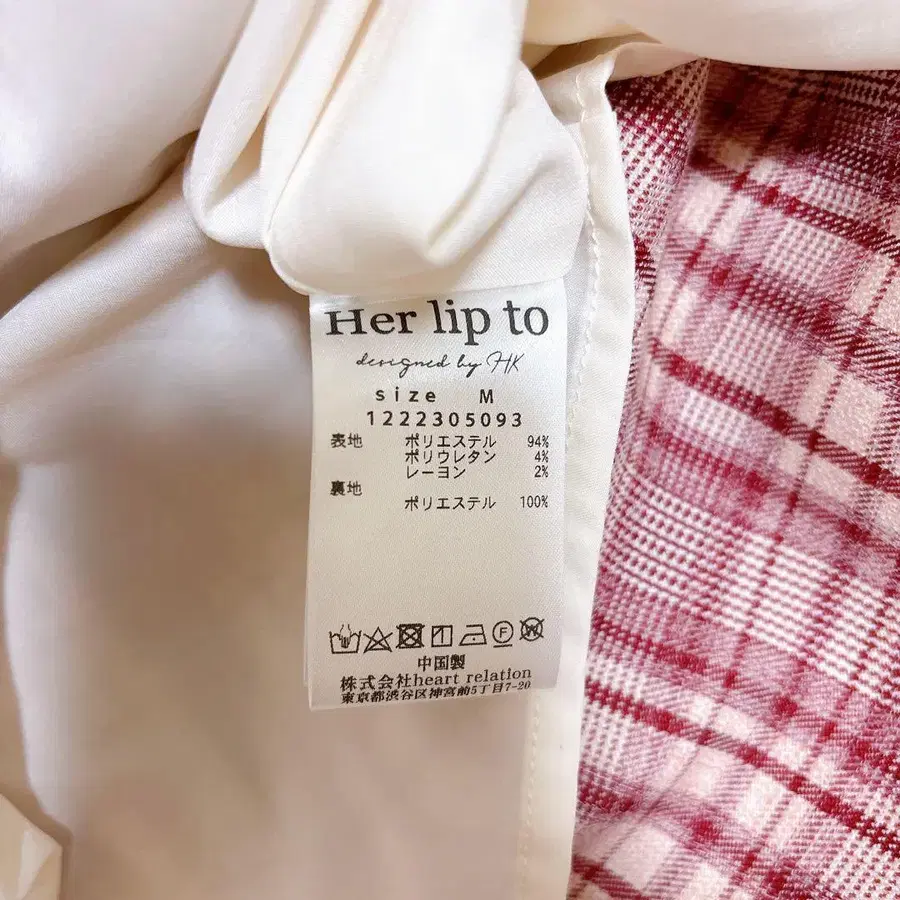 Her lip to
designed by HK
size M
1222305093
表地 ポリエステル 94%
ポリウレタン 4%
レーヨン 2%
裏地
ポリエステル 100%
中国製
株式会社heart relation
東京都渋谷区神宮前5丁目7-20